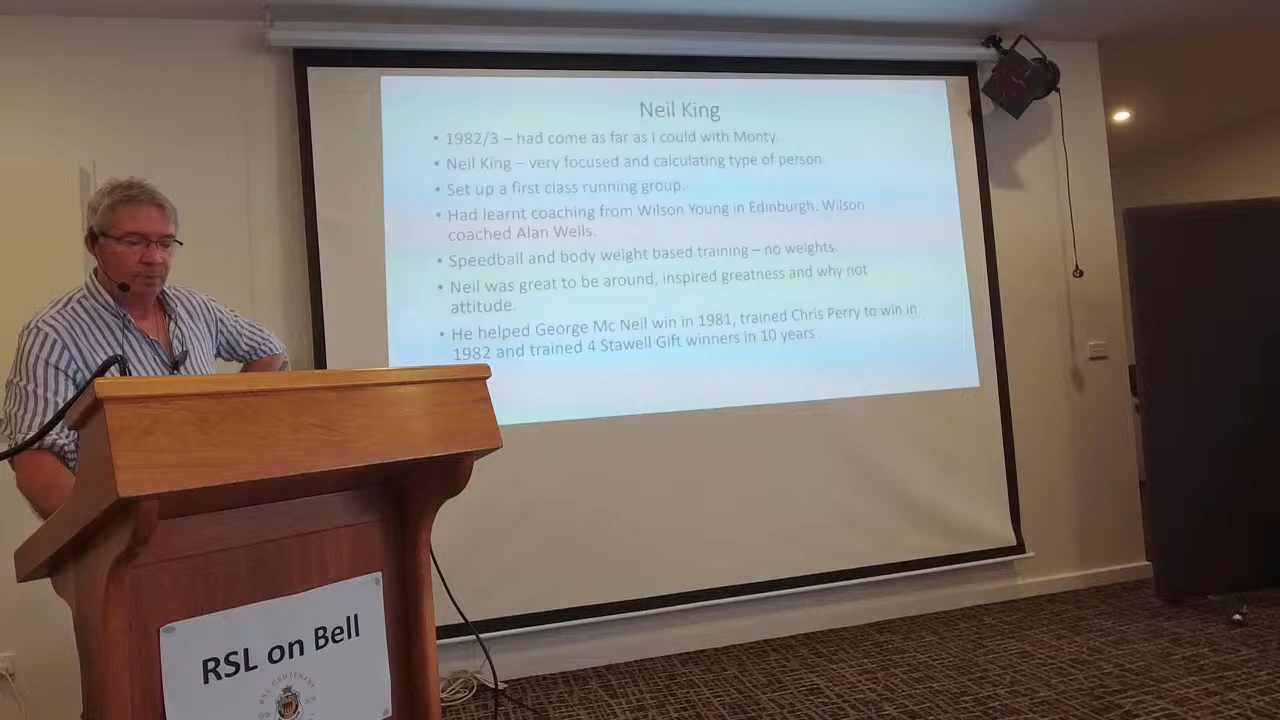 Neil King
• 1982/3 – had come as far as I could with Monty.
• Neil King – very focused and calculating type of person.
• Set up a first class running group.
• Had learnt coaching from Wilson Young in Edinburgh. Wilson
coached Alan Wells.
• Speedball and body weight based training – no weights.
• Neil was great to be around, inspired greatness and why not
attitude.
• He helped George Mc Neil win in 1981, trained Chris Perry to win in
1982 and trained 4 Stawell Gift winners in 10 years .
RSL on Bell
RSL CENTENARY